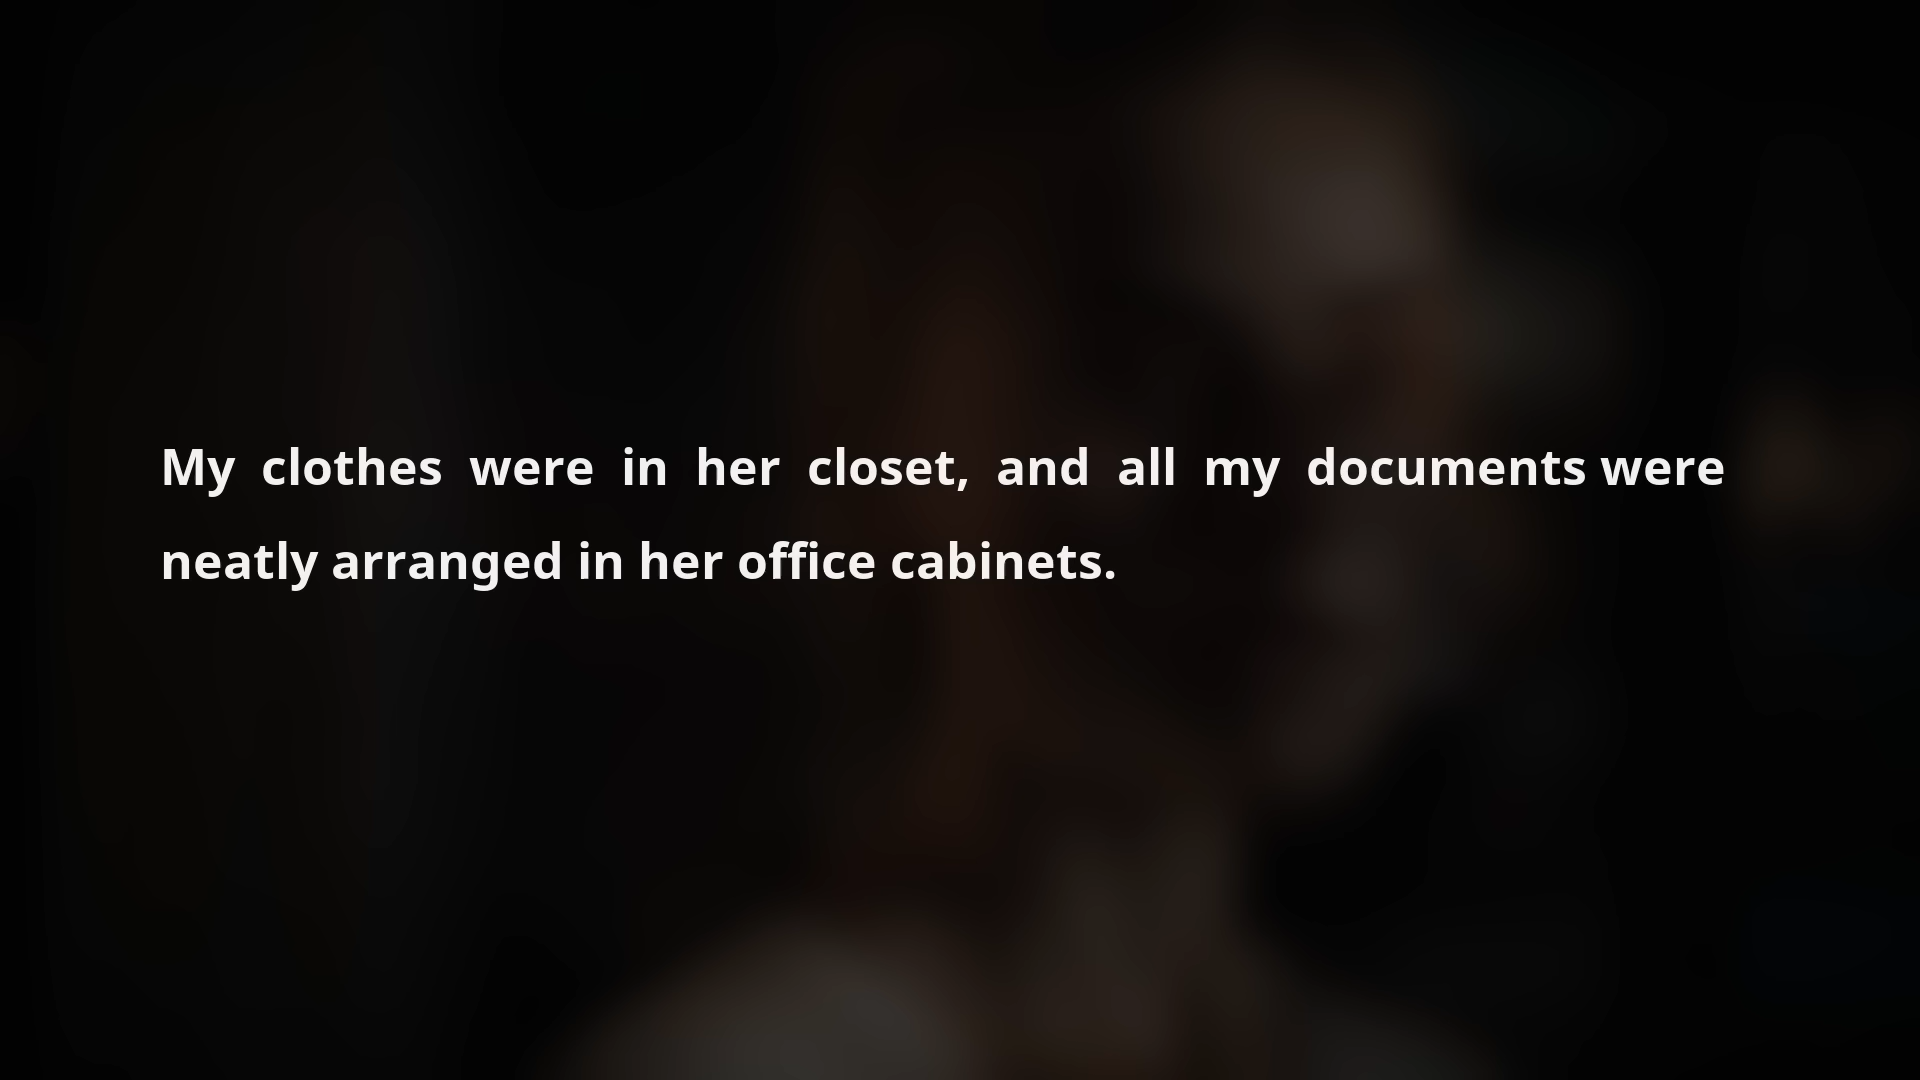 My clothes were in her closet, and all my documents were
neatly arranged in her office cabinets.